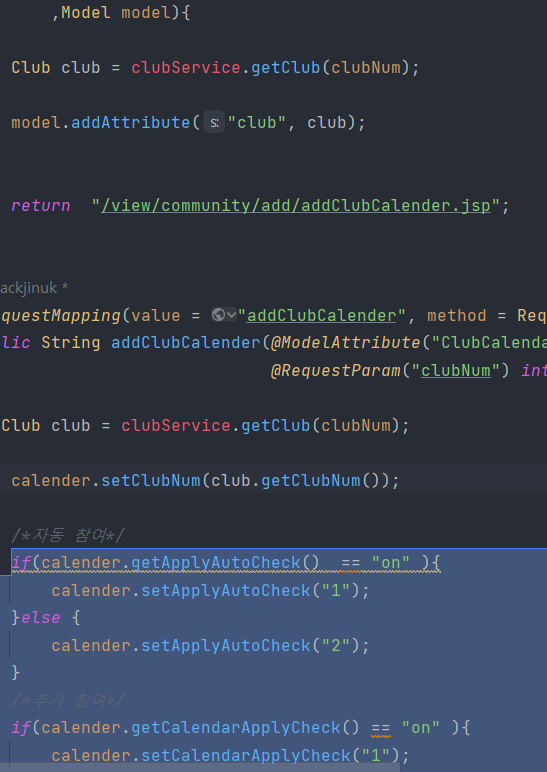 ,Model model){
Club club = clubService.getClub(clubNum);
model.addAttribute( s: "club", club);
return "/view/community/add/addClubCalender.jsp";
ackjinuk *
questMapping(value = "addClubCalender", method = Req
lic String addClubCalender(@ModelAttribute("ClubCalenda
@RequestParam("clubNum") int
Club club = clubService.getClub(clubNum);
calender.setClubNum(club.getClubNum());
/*자동 참여*/
if(calender.getApplyAutoCheck()  == "on" ){
calender.setApplyAutoCheck("1");
}else {
calender.setApplyAutoCheck("2");
}
/*추가 참여*/
if(calender.getCalendarApplyCheck() == "on" ){
calender.setCalendarApplyCheck("1");